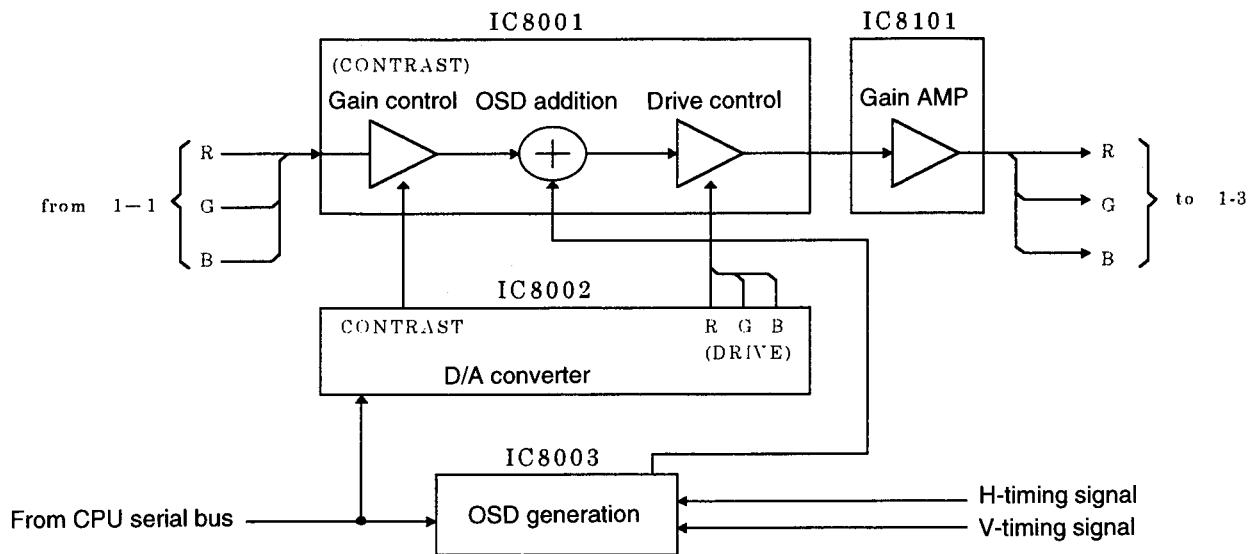 IC8001
IC8101
(CONTRAST)
Gain control
OSD addition
Drive control
Gain AMP
R
G
B
from 1-1
R
G
B
to 1-3
IC8002
CONTRAST
R G B
(DRIVE)
D/A converter
IC8003
OSD generation
From CPU serial bus
H-timing signal
V-timing signal